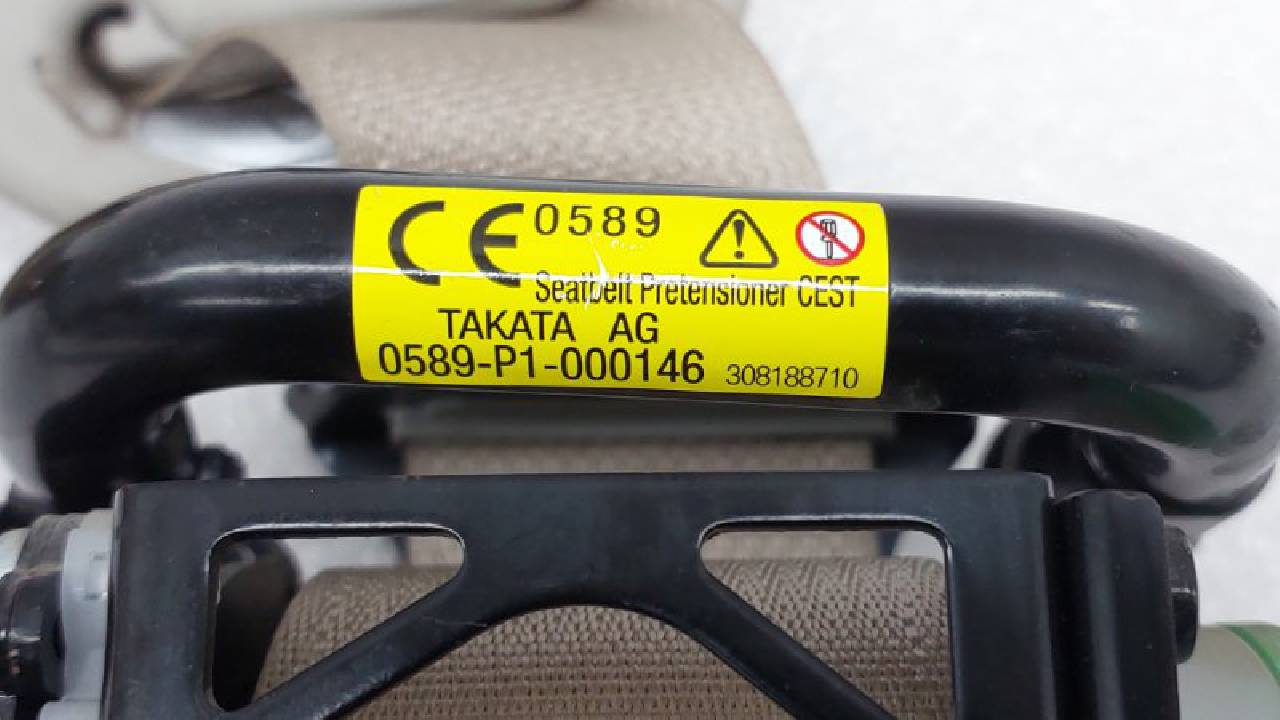 CE 0589
Seatbelt Pretensioner CEST
TAKATA AG
0589-P1-000146 308188710